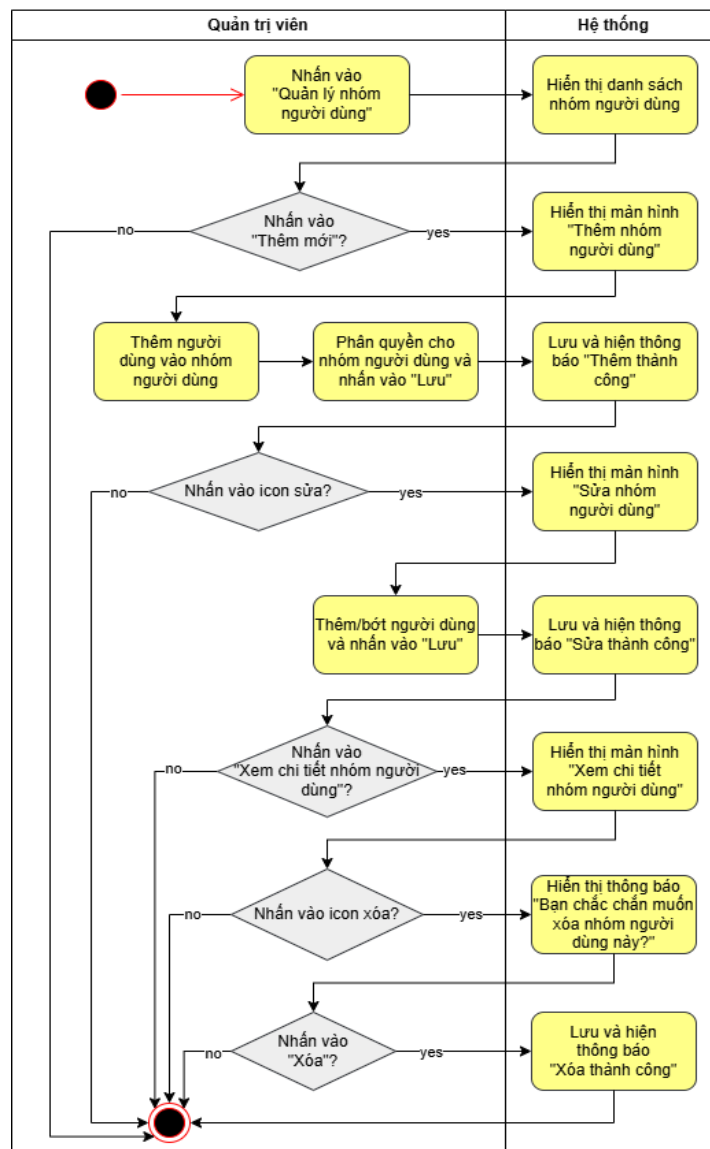 Quản trị viên
Hệ thống
Nhấn vào
"Quản lý nhóm
người dùng"
Hiển thị danh sách
nhóm người dùng
Nhấn vào
"Thêm mới"?
no
yes
Hiển thị màn hình
"Thêm nhóm
người dùng"
Thêm người
dùng vào nhóm
người dùng
Phân quyền cho
nhóm người dùng và
nhấn vào "Lưu"
Lưu và hiện thông
báo "Thêm thành
công"
Nhấn vào icon sửa?
no
yes
Hiển thị màn hình
"Sửa nhóm
người dùng"
Thêm/bớt người dùng
và nhấn vào "Lưu"
Lưu và hiện thông
báo "Sửa thành công"
Nhấn vào
"Xem chi tiết nhóm người
dùng"?
no
yes
Hiển thị màn hình
"Xem chi tiết
nhóm người dùng"
Nhấn vào icon xóa?
no
yes
Hiển thị thông báo
"Bạn chắc chắn muốn
xóa nhóm người
dùng này?"
Nhấn vào
"Xóa"?
no
yes
Lưu và hiện
thông báo
"Xóa thành công"